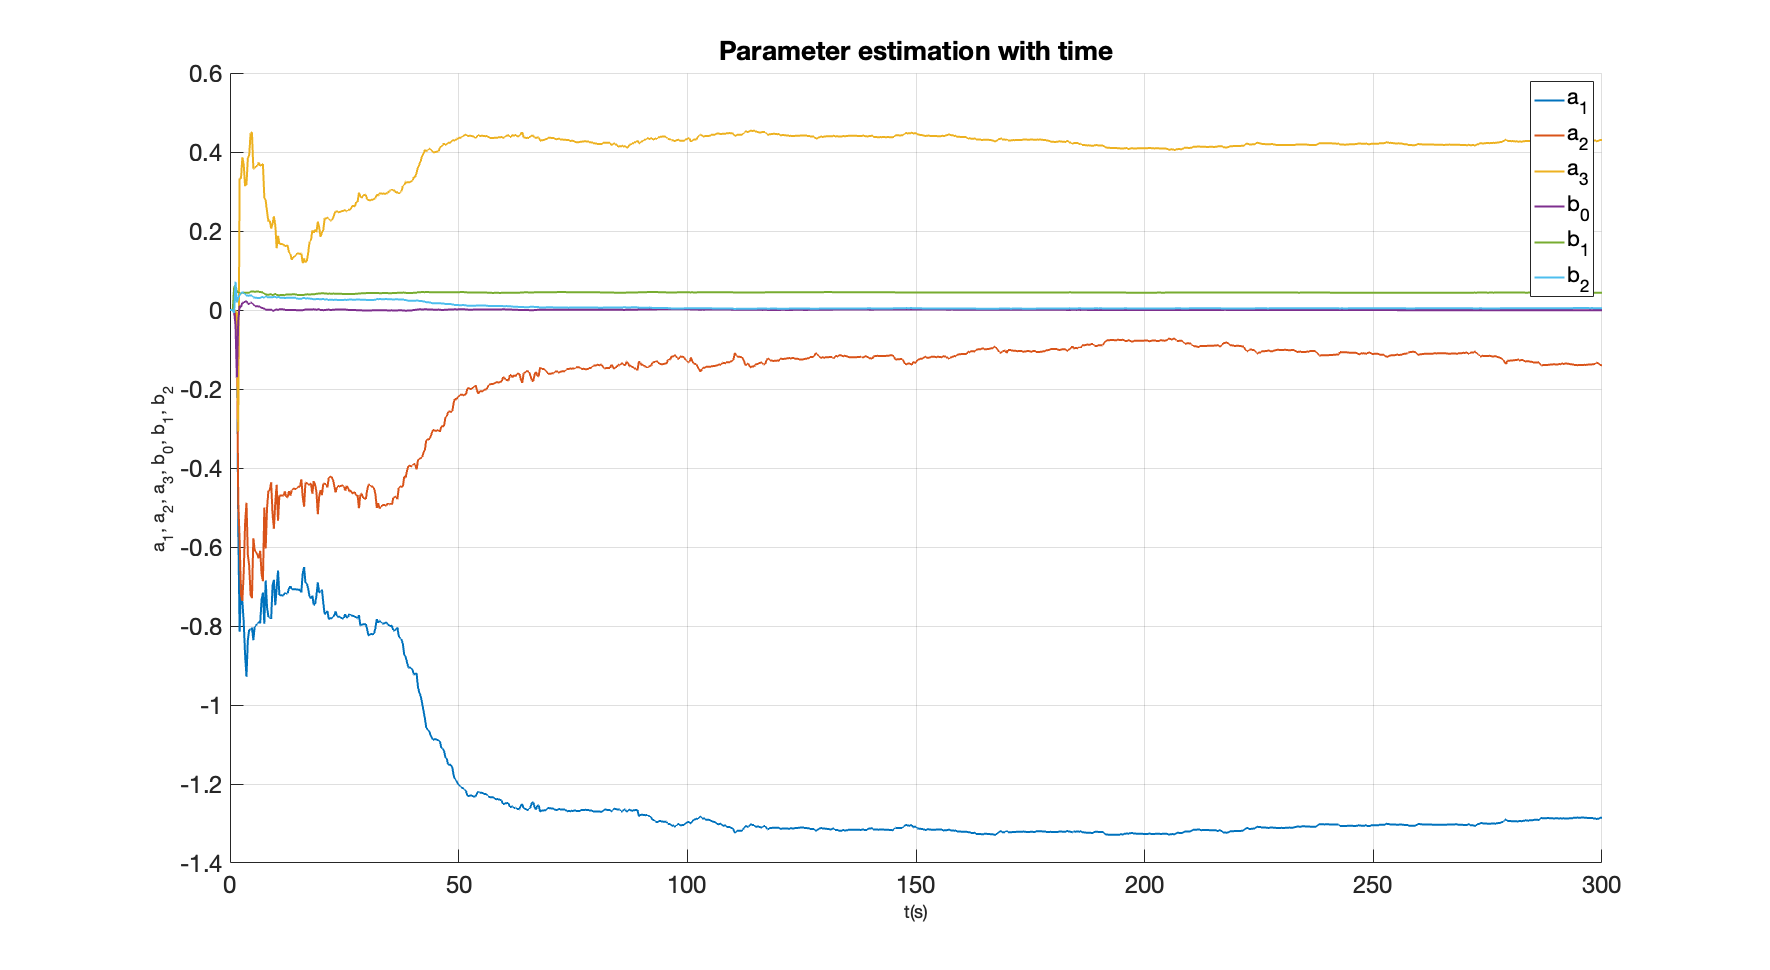 Parameter estimation with time
0.6
0.4
0.2
0
-0.2
-0.4
-0.6
-0.8
-1
-1.2
-1.4
a1, a2, a3, b0, b1, b2
0 50 100 150 200 250 300
t(s)
a1
a2
a3
b0
b1
b2